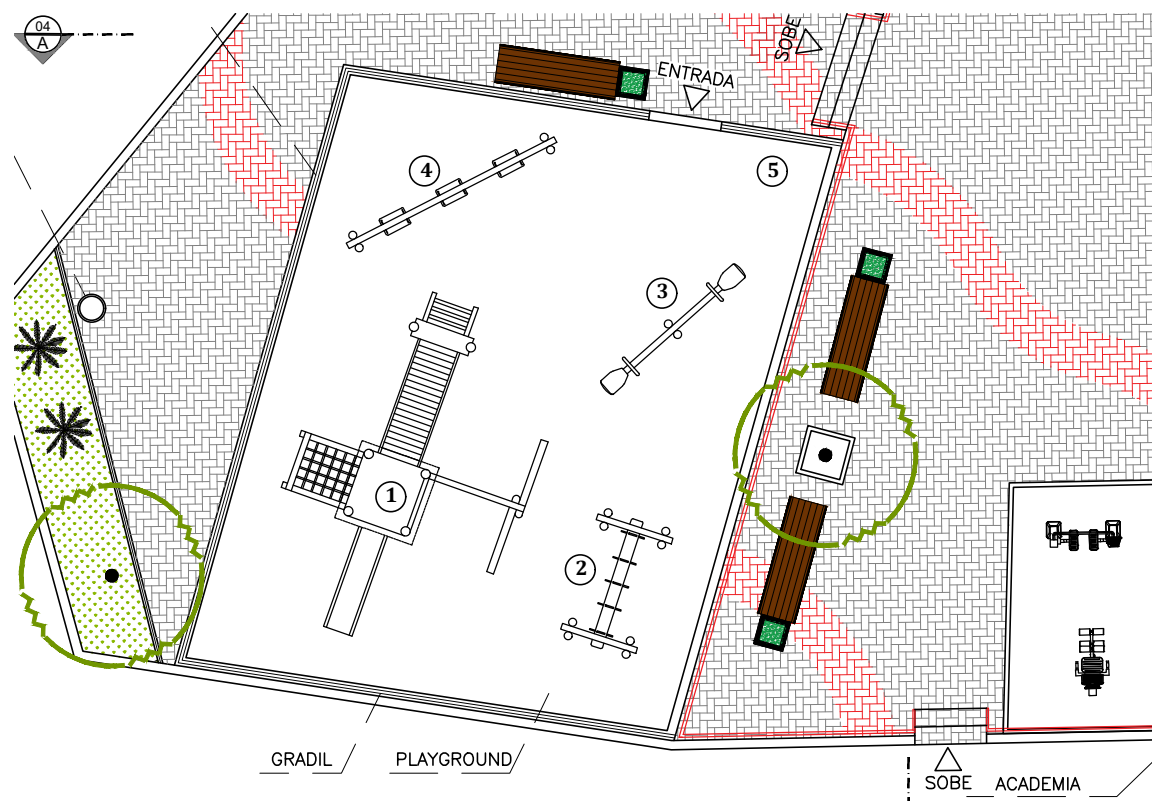 04
A
SOBE
ENTRADA
4
5
3
1
2
GRADIL
PLAYGROUND
SOBE
ACADEMIA